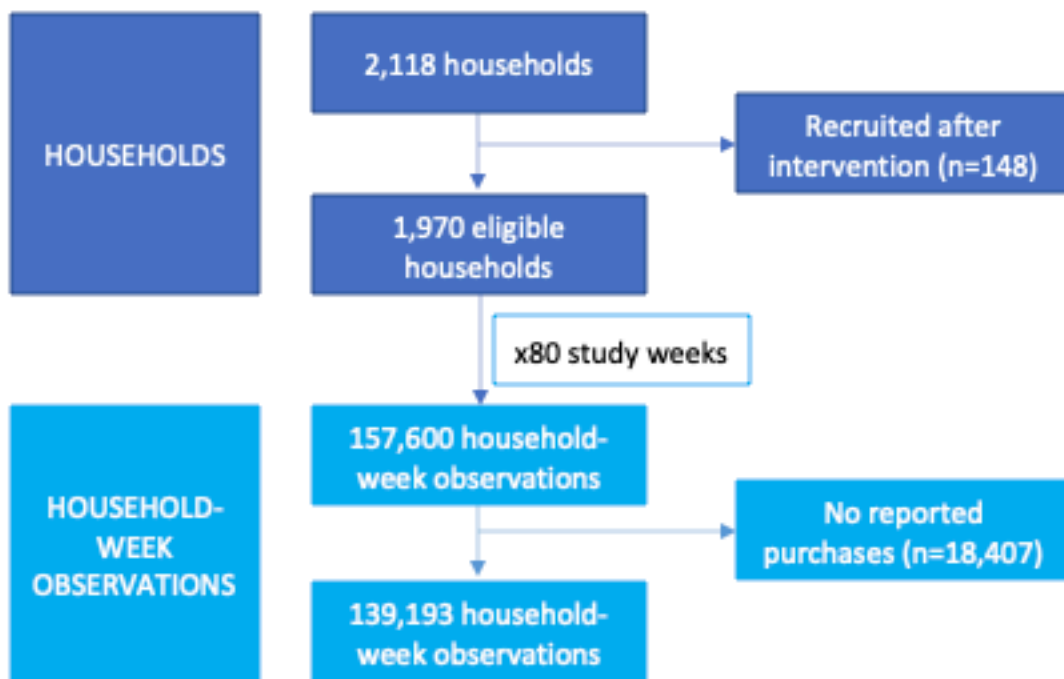 HOUSEHOLDS
2,118 households
Recruited after
intervention (n=148)
1,970 eligible
households
x80 study weeks
HOUSEHOLD-
WEEK
OBSERVATIONS
157,600 household-
week observations
No reported
purchases (n=18,407)
139,193 household-
week observations